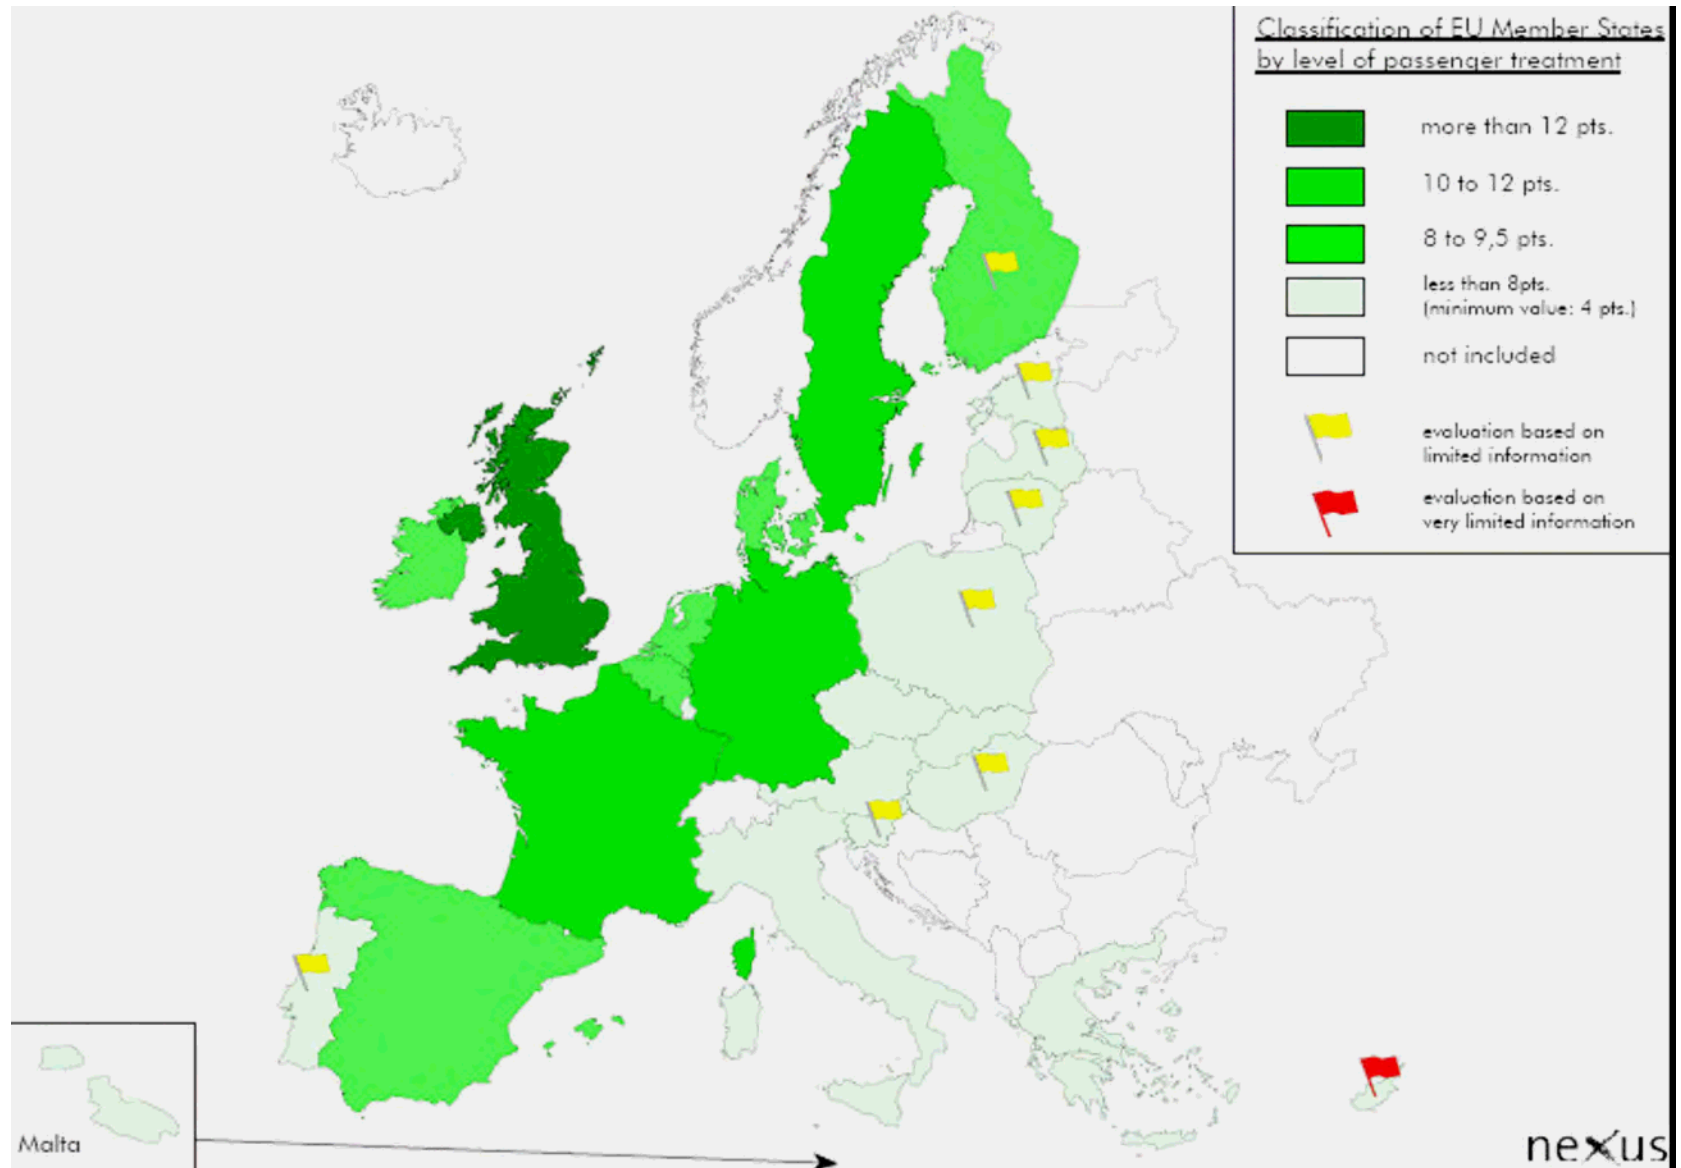 Classification of EU Member States
by level of passenger treatment
more than 12 pts.
10 to 12 pts.
8 to 9,5 pts.
less than 8pts.
(minimum value: 4 pts.)
not included
evaluation based on
limited information
evaluation based on
very limited information
Malta
nexus